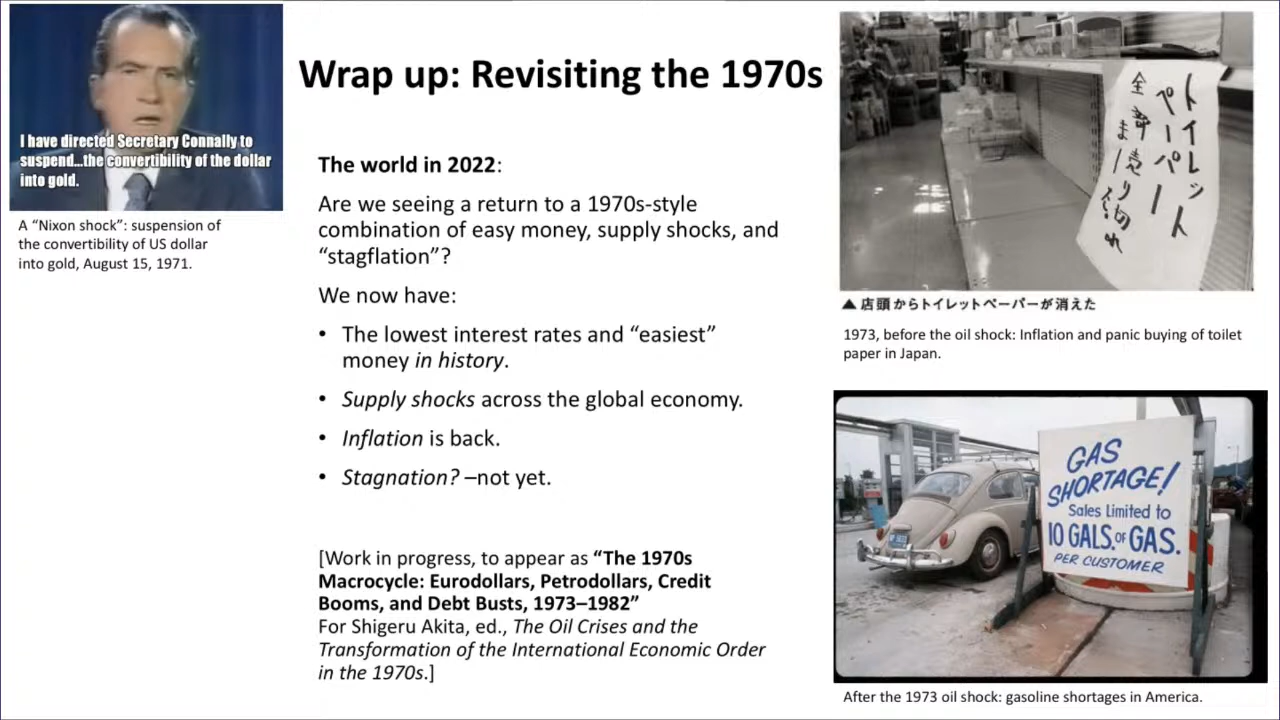 I have directed Secretary Connally to
suspend...the convertibility of the dollar
into gold.
A “Nixon shock”: suspension of
the convertibility of US dollar
into gold, August 15, 1971.
Wrap up: Revisiting the 1970s
The world in 2022:
Are we seeing a return to a 1970s-style
combination of easy money, supply shocks, and
“stagflation”?
We now have:
• The lowest interest rates and “easiest”
money in history.
• Supply shocks across the global economy.
• Inflation is back.
• Stagnation? –not yet.
[Work in progress, to appear as “The 1970s
Macrocycle: Eurodollars, Petrodollars, Credit
Booms, and Debt Busts, 1973–1982”
For Shigeru Akita, ed., The Oil Crises and the
Transformation of the International Economic Order
in the 1970s.]
トイレット
ペーパー
全部売り切れ
▲店頭からトイレットペーパーが消えた
1973, before the oil shock: Inflation and panic buying of toilet
paper in Japan.
GAS
SHORTAGE!
Sales Limited to
10 GALS. OF GAS.
PER CUSTOMER
After the 1973 oil shock: gasoline shortages in America.